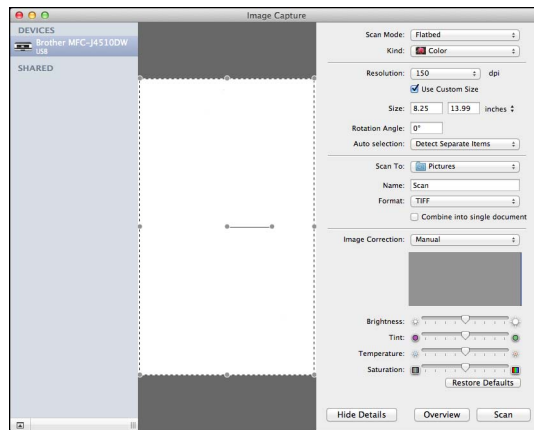 Image Capture
DEVICES
Brother MFC-J4510DW
USB
SHARED
Scan Mode: Flatbed
Kind: Color
Resolution: 150 dpi
Use Custom Size
Size: 8.25 13.99 inches
Rotation Angle: 0°
Auto selection: Detect Separate Items
Scan To: Pictures
Name: Scan
Format: TIFF
Combine into single document
Image Correction: Manual
Brightness:
Tint:
Temperature:
Saturation:
Restore Defaults
Hide Details Overview Scan